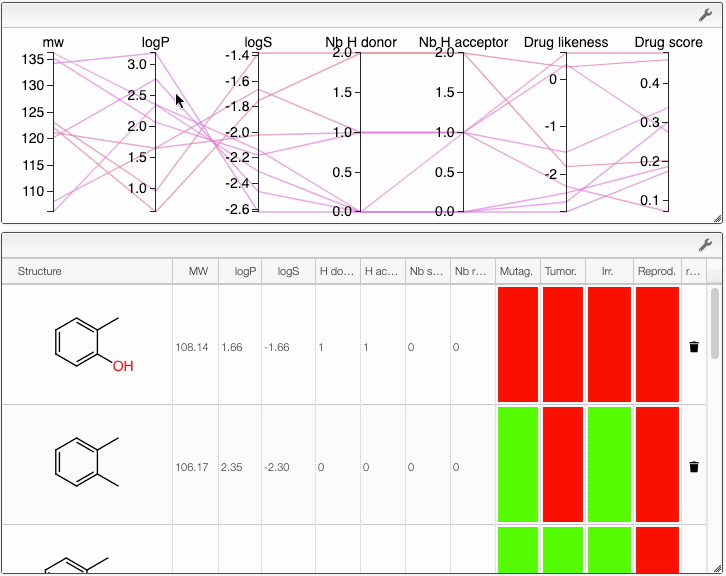 mw logP logS Nb H donor Nb H acceptor Drug likeness Drug score
135 130 125 120 115 110
3.0 2.5 2.0 1.5 1.0
-1.4 -1.6 -1.8 -2.0 -2.2 -2.4 -2.6
2.0 1.5 1.0 0.5 0.0
2.0 1.5 1.0 0.5 0.0
0 -1 -2
0.4 0.3 0.2 0.1
Structure MW logP logS H do... H ac... Nb s... Nb r... Mutag. Tumor. Irr. Reprod. r...
OH 108.14 1.66 -1.66 1 1 0 0
106.17 2.35 -2.30 0 0 0 0